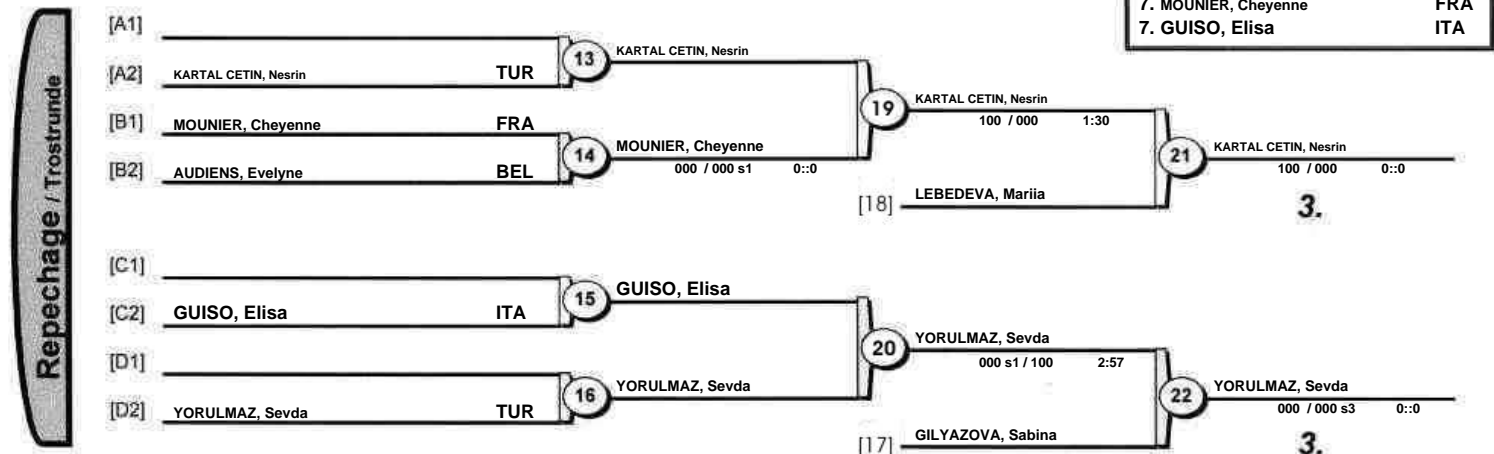 7. MOUNIER, Cheyenne FRA
7. GUISO, Elisa ITA
Repechage / Trostrunde
[A1]
13 KARTAL CETIN, Nesrin
[A2] KARTAL CETIN, Nesrin TUR
19 KARTAL CETIN, Nesrin
100 / 000 1:30
[B1] MOUNIER, Cheyenne FRA
14 MOUNIER, Cheyenne
000 / 000 s1 0::0
21 KARTAL CETIN, Nesrin
100 / 000 0::0
[B2] AUDIENS, Evelyne BEL
[18] LEBEDEVA, Mariia
3.
[C1]
15 GUISO, Elisa
[C2] GUISO, Elisa ITA
20 YORULMAZ, Sevda
000 s1 / 100 2:57
[D1]
16 YORULMAZ, Sevda
22 YORULMAZ, Sevda
000 / 000 s3 0::0
[D2] YORULMAZ, Sevda TUR
[17] GILYAZOVA, Sabina
3.